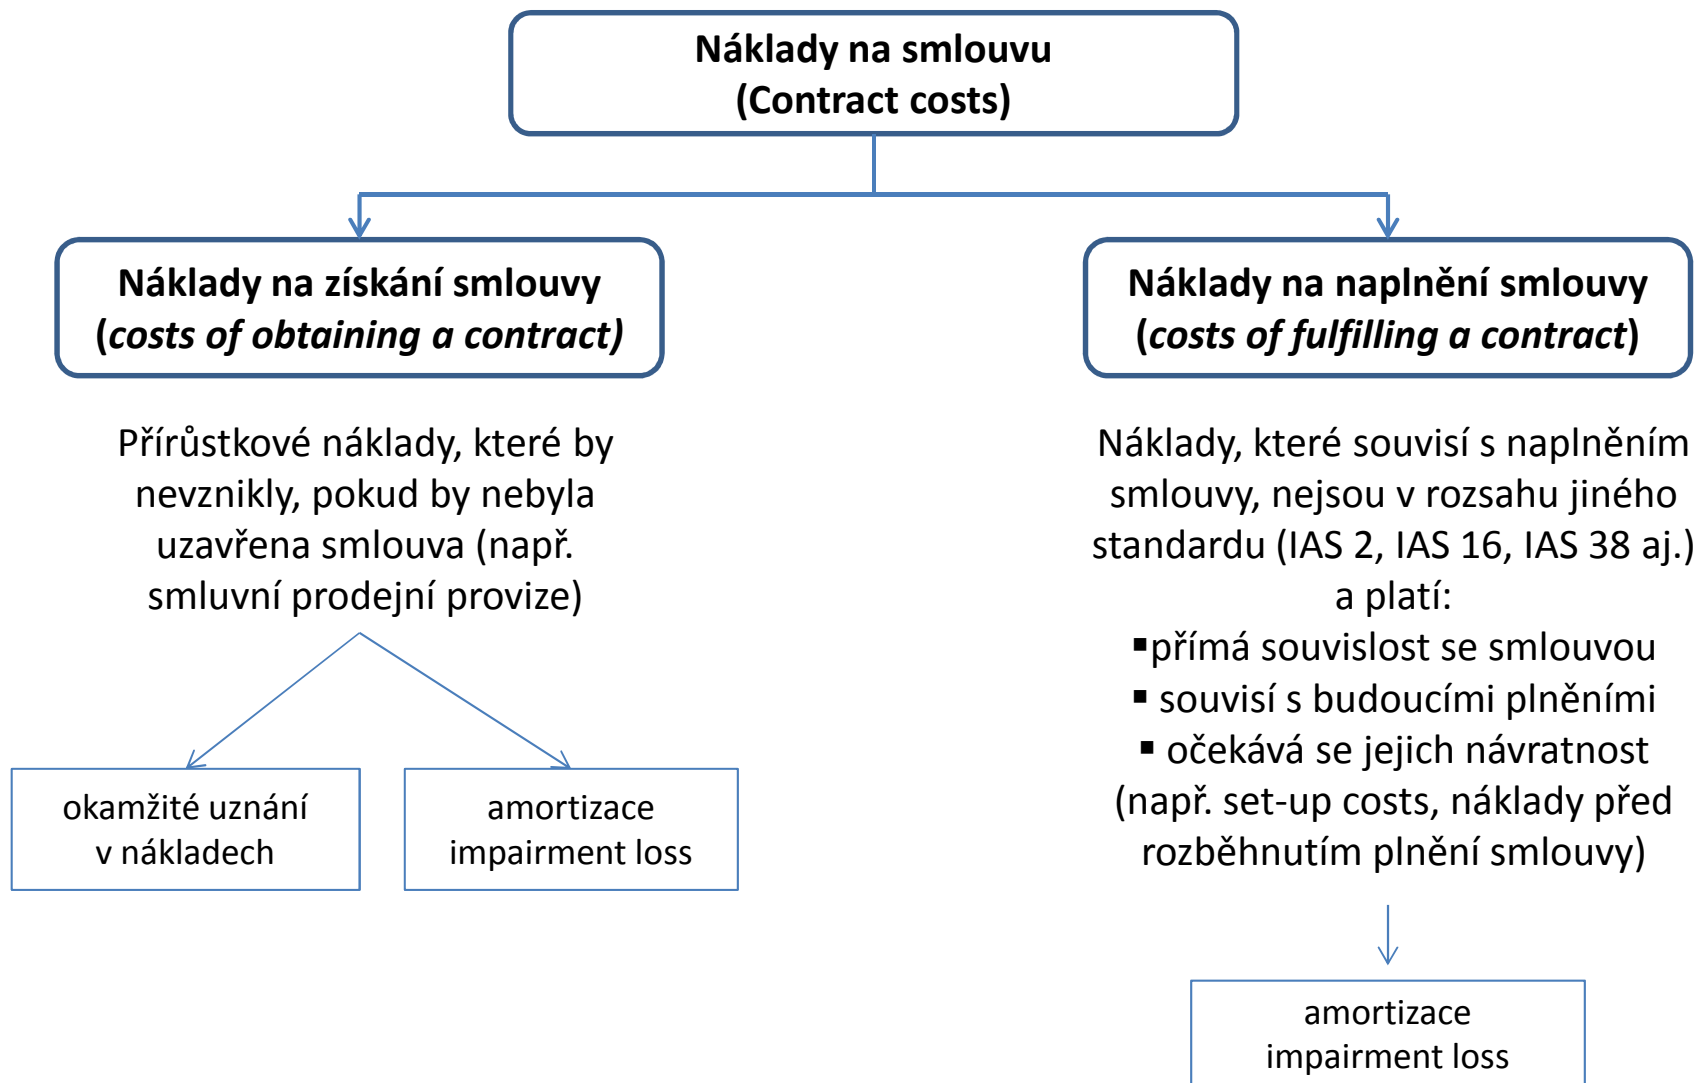 Náklady na smlouvu
(Contract costs)
Náklady na získání smlouvy
(costs of obtaining a contract)
Přírůstkové náklady, které by
nevznikly, pokud by nebyla
uzavřena smlouva (např.
smluvní prodejní provize)
okamžité uznání
v nákladech
amortizace
impairment loss
Náklady na naplnění smlouvy
(costs of fulfilling a contract)
Náklady, které souvisí s naplněním
smlouvy, nejsou v rozsahu jiného
standardu (IAS 2, IAS 16, IAS 38 aj.)
a platí:
▪přímá souvislost se smlouvou
▪ souvisí s budoucími plněními
▪ očekává se jejich návratnost
(např. set-up costs, náklady před
rozběhnutím plnění smlouvy)
amortizace
impairment loss